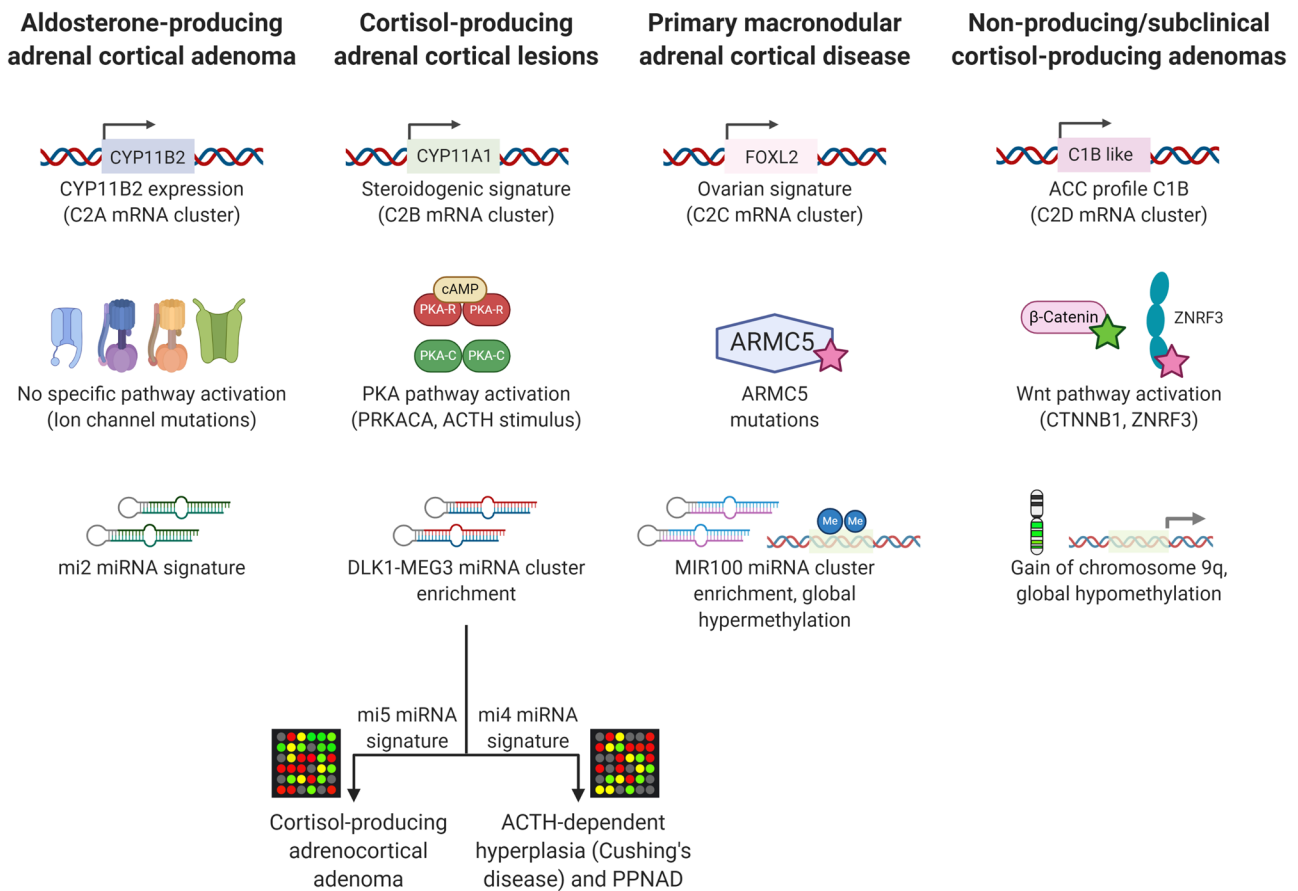 Aldosterone-producing
adrenal cortical adenoma
CYP11B2
CYP11B2 expression
(C2A mRNA cluster)
No specific pathway activation
(Ion channel mutations)
mi2 miRNA signature
Cortisol-producing
adrenal cortical lesions
CYP11A1
Steroidogenic signature
(C2B mRNA cluster)
cAMP
PKA-R PKA-R
PKA-C PKA-C
PKA pathway activation
(PRKACA, ACTH stimulus)
DLK1-MEG3 miRNA cluster
enrichment
mi5 miRNA
signature
Cortisol-producing
adrenocortical
adenoma
mi4 miRNA
signature
ACTH-dependent
hyperplasia (Cushing's
disease) and PPNAD
Primary macronodular
adrenal cortical disease
FOXL2
Ovarian signature
(C2C mRNA cluster)
ARMC5
ARMC5
mutations
Me Me
MIR100 miRNA cluster
enrichment, global
hypermethylation
Non-producing/subclinical
cortisol-producing adenomas
C1B like
ACC profile C1B
(C2D mRNA cluster)
β-Catenin
ZNRF3
Wnt pathway activation
(CTNNB1, ZNRF3)
Gain of chromosome 9q,
global hypomethylation